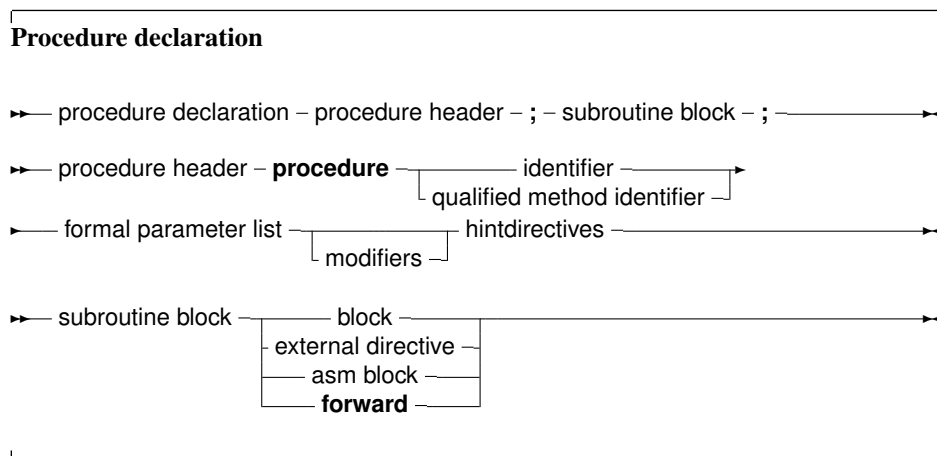 Procedure declaration
procedure declaration procedure header ; subroutine block ;
procedure header procedure identifier
qualified method identifier
formal parameter list hintdirectives
modifiers
subroutine block block
external directive
asm block
forward